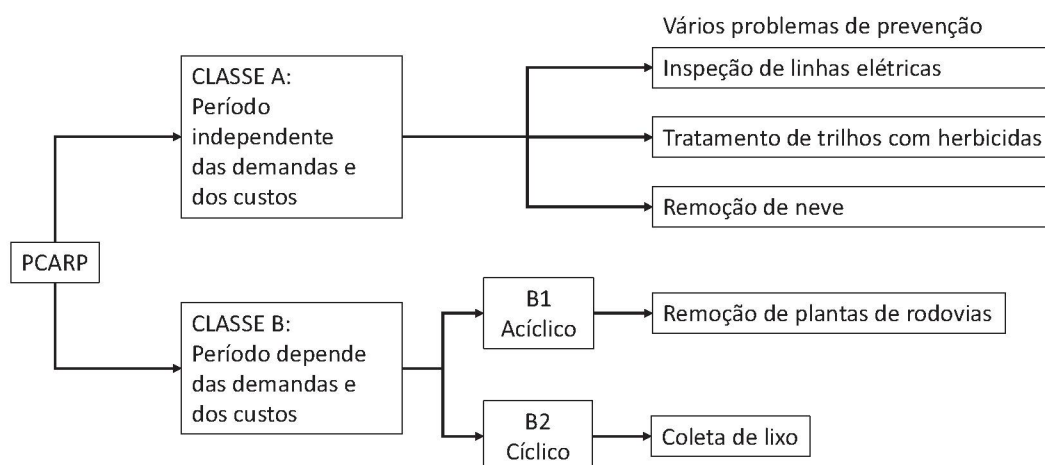 Vários problemas de prevenção
CLASSE A:
Período
independente
das demandas e
dos custos
Inspeção de linhas elétricas
Tratamento de trilhos com herbicidas
Remoção de neve
PCARP
CLASSE B:
Período depende
das demandas e
dos custos
B1
Acíclico
Remoção de plantas de rodovias
B2
Cíclico
Coleta de lixo